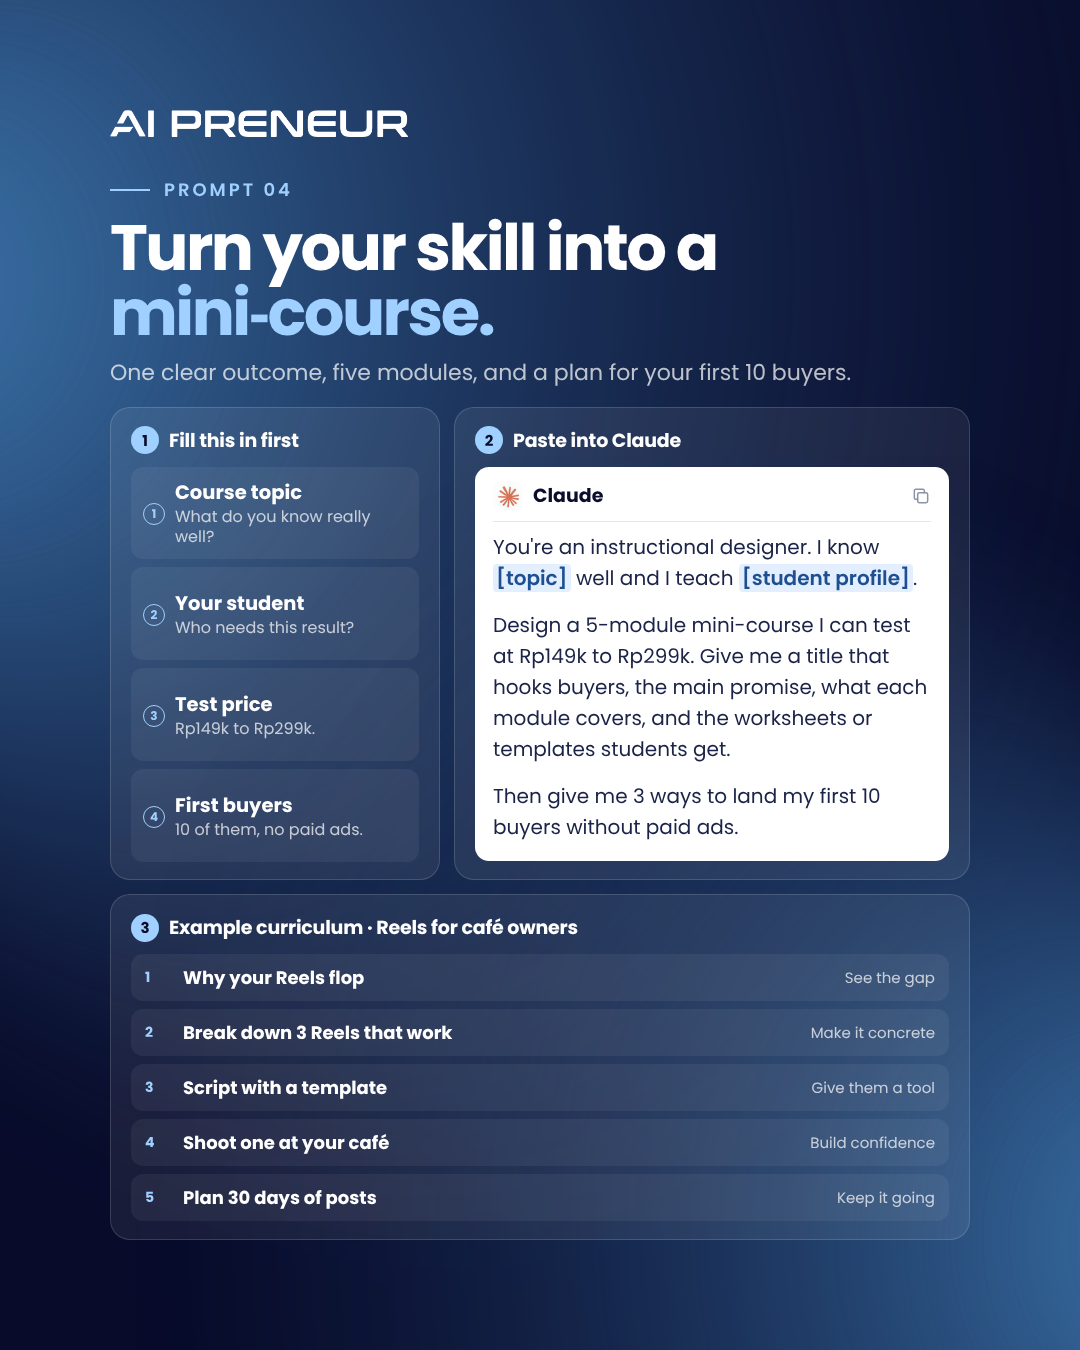 AI PRENEUR
PROMPT 04
Turn your skill into a
mini-course.
One clear outcome, five modules, and a plan for your first 10 buyers.
1 Fill this in first
1 Course topic
What do you know really
well?
2 Your student
Who needs this result?
3 Test price
Rp149k to Rp299k.
4 First buyers
10 of them, no paid ads.
2 Paste into Claude
Claude
You're an instructional designer. I know
[topic] well and I teach [student profile].
Design a 5-module mini-course I can test
at Rp149k to Rp299k. Give me a title that
hooks buyers, the main promise, what each
module covers, and the worksheets or
templates students get.
Then give me 3 ways to land my first 10
buyers without paid ads.
3 Example curriculum · Reels for café owners
1 Why your Reels flop See the gap
2 Break down 3 Reels that work Make it concrete
3 Script with a template Give them a tool
4 Shoot one at your café Build confidence
5 Plan 30 days of posts Keep it going